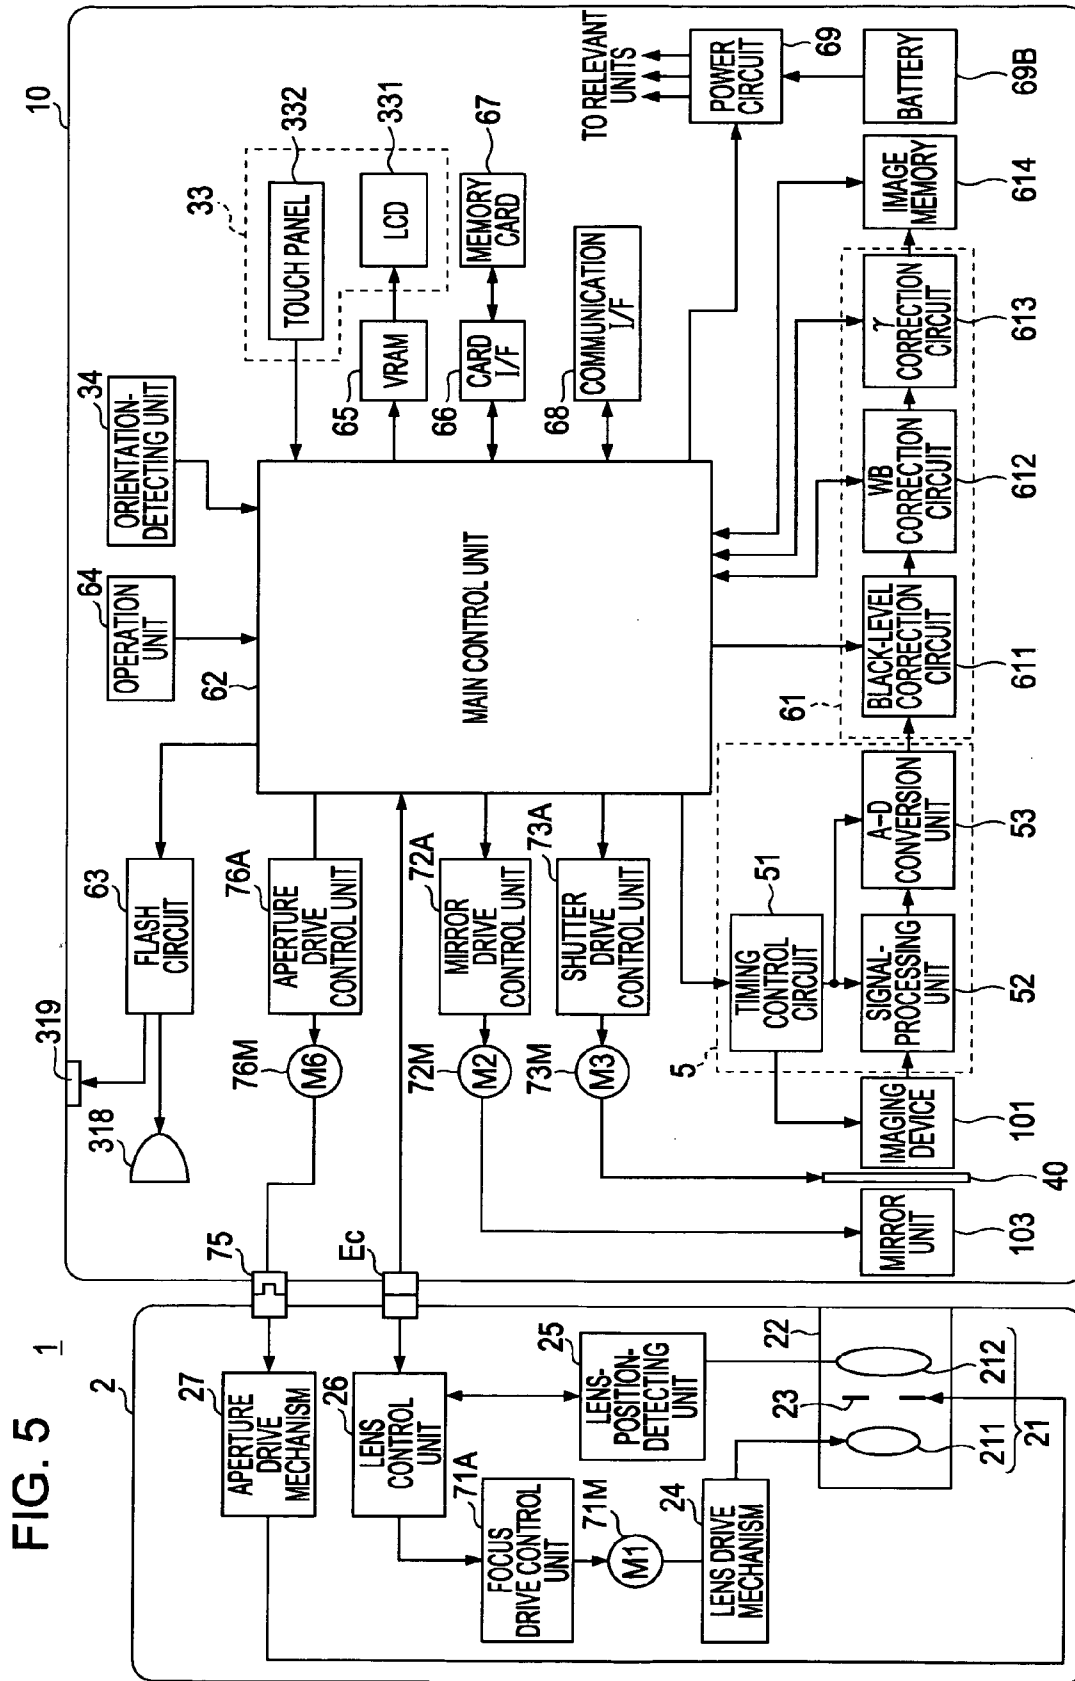 FIG. 5
1
2
10
27
APERTURE
DRIVE
MECHANISM
26
LENS
CONTROL
UNIT
71A
FOCUS
DRIVE CONTROL
UNIT
71M
M1
24
LENS DRIVE
MECHANISM
25
LENS-
POSITION-
DETECTING
UNIT
22
23
211
212
21
75
Ec
318
319
63
FLASH
CIRCUIT
76A
APERTURE
DRIVE
CONTROL UNIT
76M
M6
72A
MIRROR
DRIVE
CONTROL UNIT
72M
M2
73A
SHUTTER
DRIVE
CONTROL UNIT
73M
M3
MIRROR
UNIT
103
40
IMAGING
DEVICE
101
5
51
TIMING
CONTROL
CIRCUIT
SIGNAL-
PROCESSING
UNIT
52
A-D
CONVERSION
UNIT
53
62
MAIN CONTROL UNIT
64
OPERATION
UNIT
34
ORIENTATION-
DETECTING UNIT
33
TOUCH PANEL
332
65
VRAM
LCD
331
66
CARD
I/F
MEMORY
CARD
67
68
COMMUNICATION
I/F
61
BLACK-LEVEL
CORRECTION
CIRCUIT
611
WB
CORRECTION
CIRCUIT
612
γ
CORRECTION
CIRCUIT
613
IMAGE
MEMORY
614
TO RELEVANT
UNITS
POWER
CIRCUIT
69
BATTERY
69B